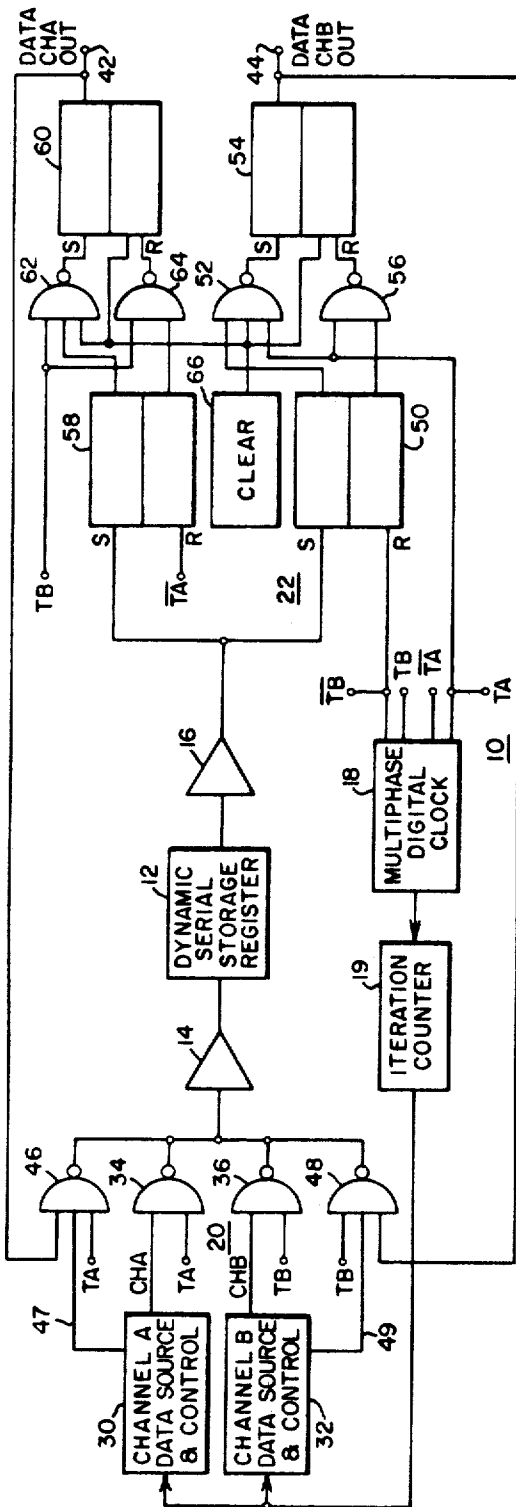 DATA
CHA
OUT
42
60
S
R
62
64
DATA
CHB
OUT
44
54
S
R
52
56
58
S
R
TB
T̅A̅
66
CLEAR
22
50
S
R
T̅B̅
TB
T̅A̅
TA
10
18
MULTIPHASE
DIGITAL
CLOCK
19
ITERATION
COUNTER
16
12
DYNAMIC
SERIAL
STORAGE
REGISTER
14
46
34
36
48
20
47
TA
CHA
TA
CHB
TB
TB
49
30
CHANNEL A
DATA SOURCE
& CONTROL
32
CHANNEL B
DATA SOURCE
& CONTROL